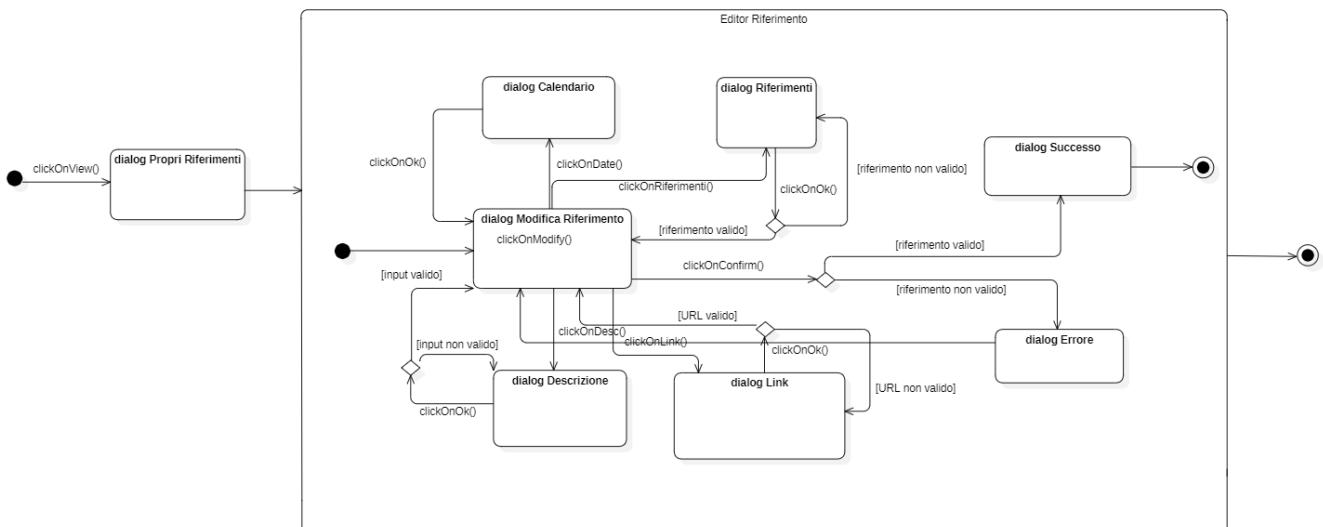 Editor Riferimento
dialog Calendario
dialog Riferimenti
clickOnOk()
clickOnDate()
[riferimento non valido]
dialog Successo
clickOnView()
dialog Propri Riferimenti
clickOnRiferimenti()
clickOnOk()
dialog Modifica Riferimento
clickOnModify()
[riferimento valido]
[riferimento valido]
clickOnConfirm()
[input valido]
[riferimento non valido]
[URL valido]
clickOnDesc()
clickOnLink()
[input non valido]
clickOnOk()
dialog Errore
dialog Descrizione
dialog Link
[URL non valido]
clickOnOk()